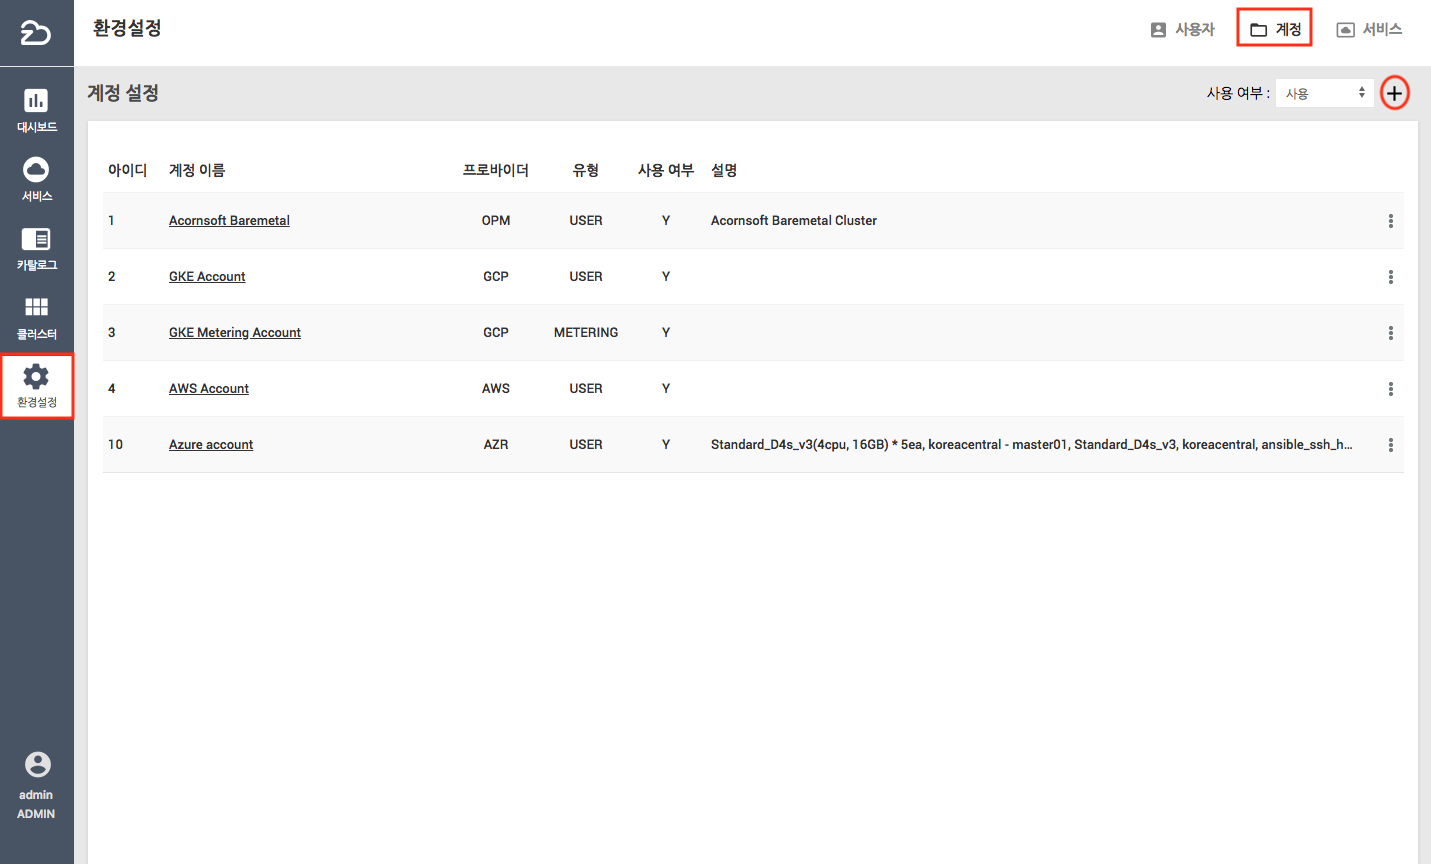 환경설정
사용자
계정
서비스
대시보드
서비스
카탈로그
클러스터
환경설정
admin
ADMIN
계정 설정
사용 여부 : 사용
아이디 계정 이름 프로바이더 유형 사용 여부 설명
1 Acornsoft Baremetal OPM USER Y Acornsoft Baremetal Cluster
2 GKE Account GCP USER Y
3 GKE Metering Account GCP METERING Y
4 AWS Account AWS USER Y
10 Azure account AZR USER Y Standard_D4s_v3(4cpu, 16GB) * 5ea, koreacentral - master01, Standard_D4s_v3, koreacentral, ansible_ssh_h...